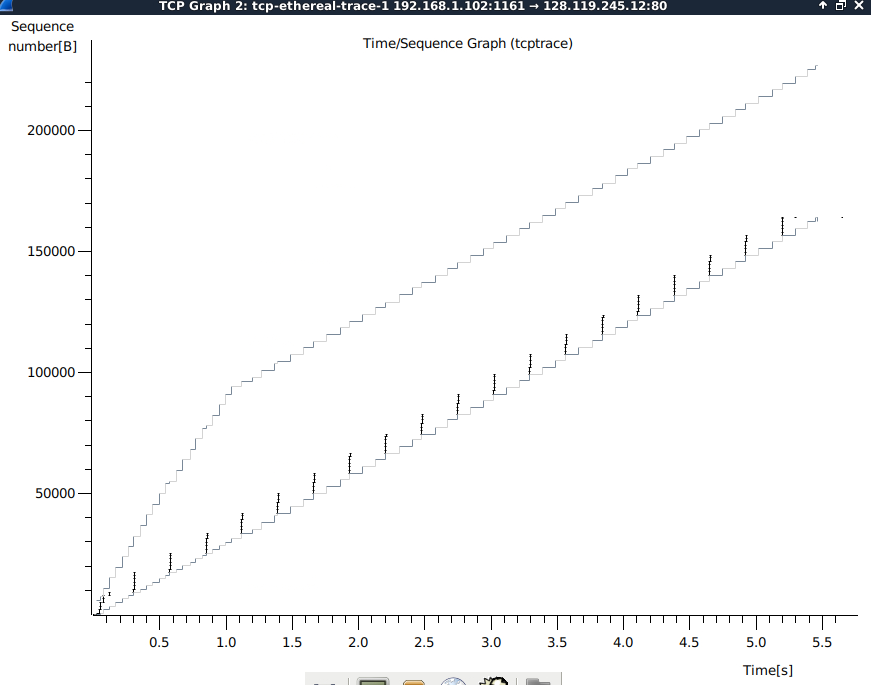 TCP Graph 2: tcp-ethereal-trace-1 192.168.1.102:1161 → 128.119.245.12:80
Sequence
number[B]
Time/Sequence Graph (tcptrace)
200000
150000
100000
50000
0.5 1.0 1.5 2.0 2.5 3.0 3.5 4.0 4.5 5.0 5.5
Time[s]